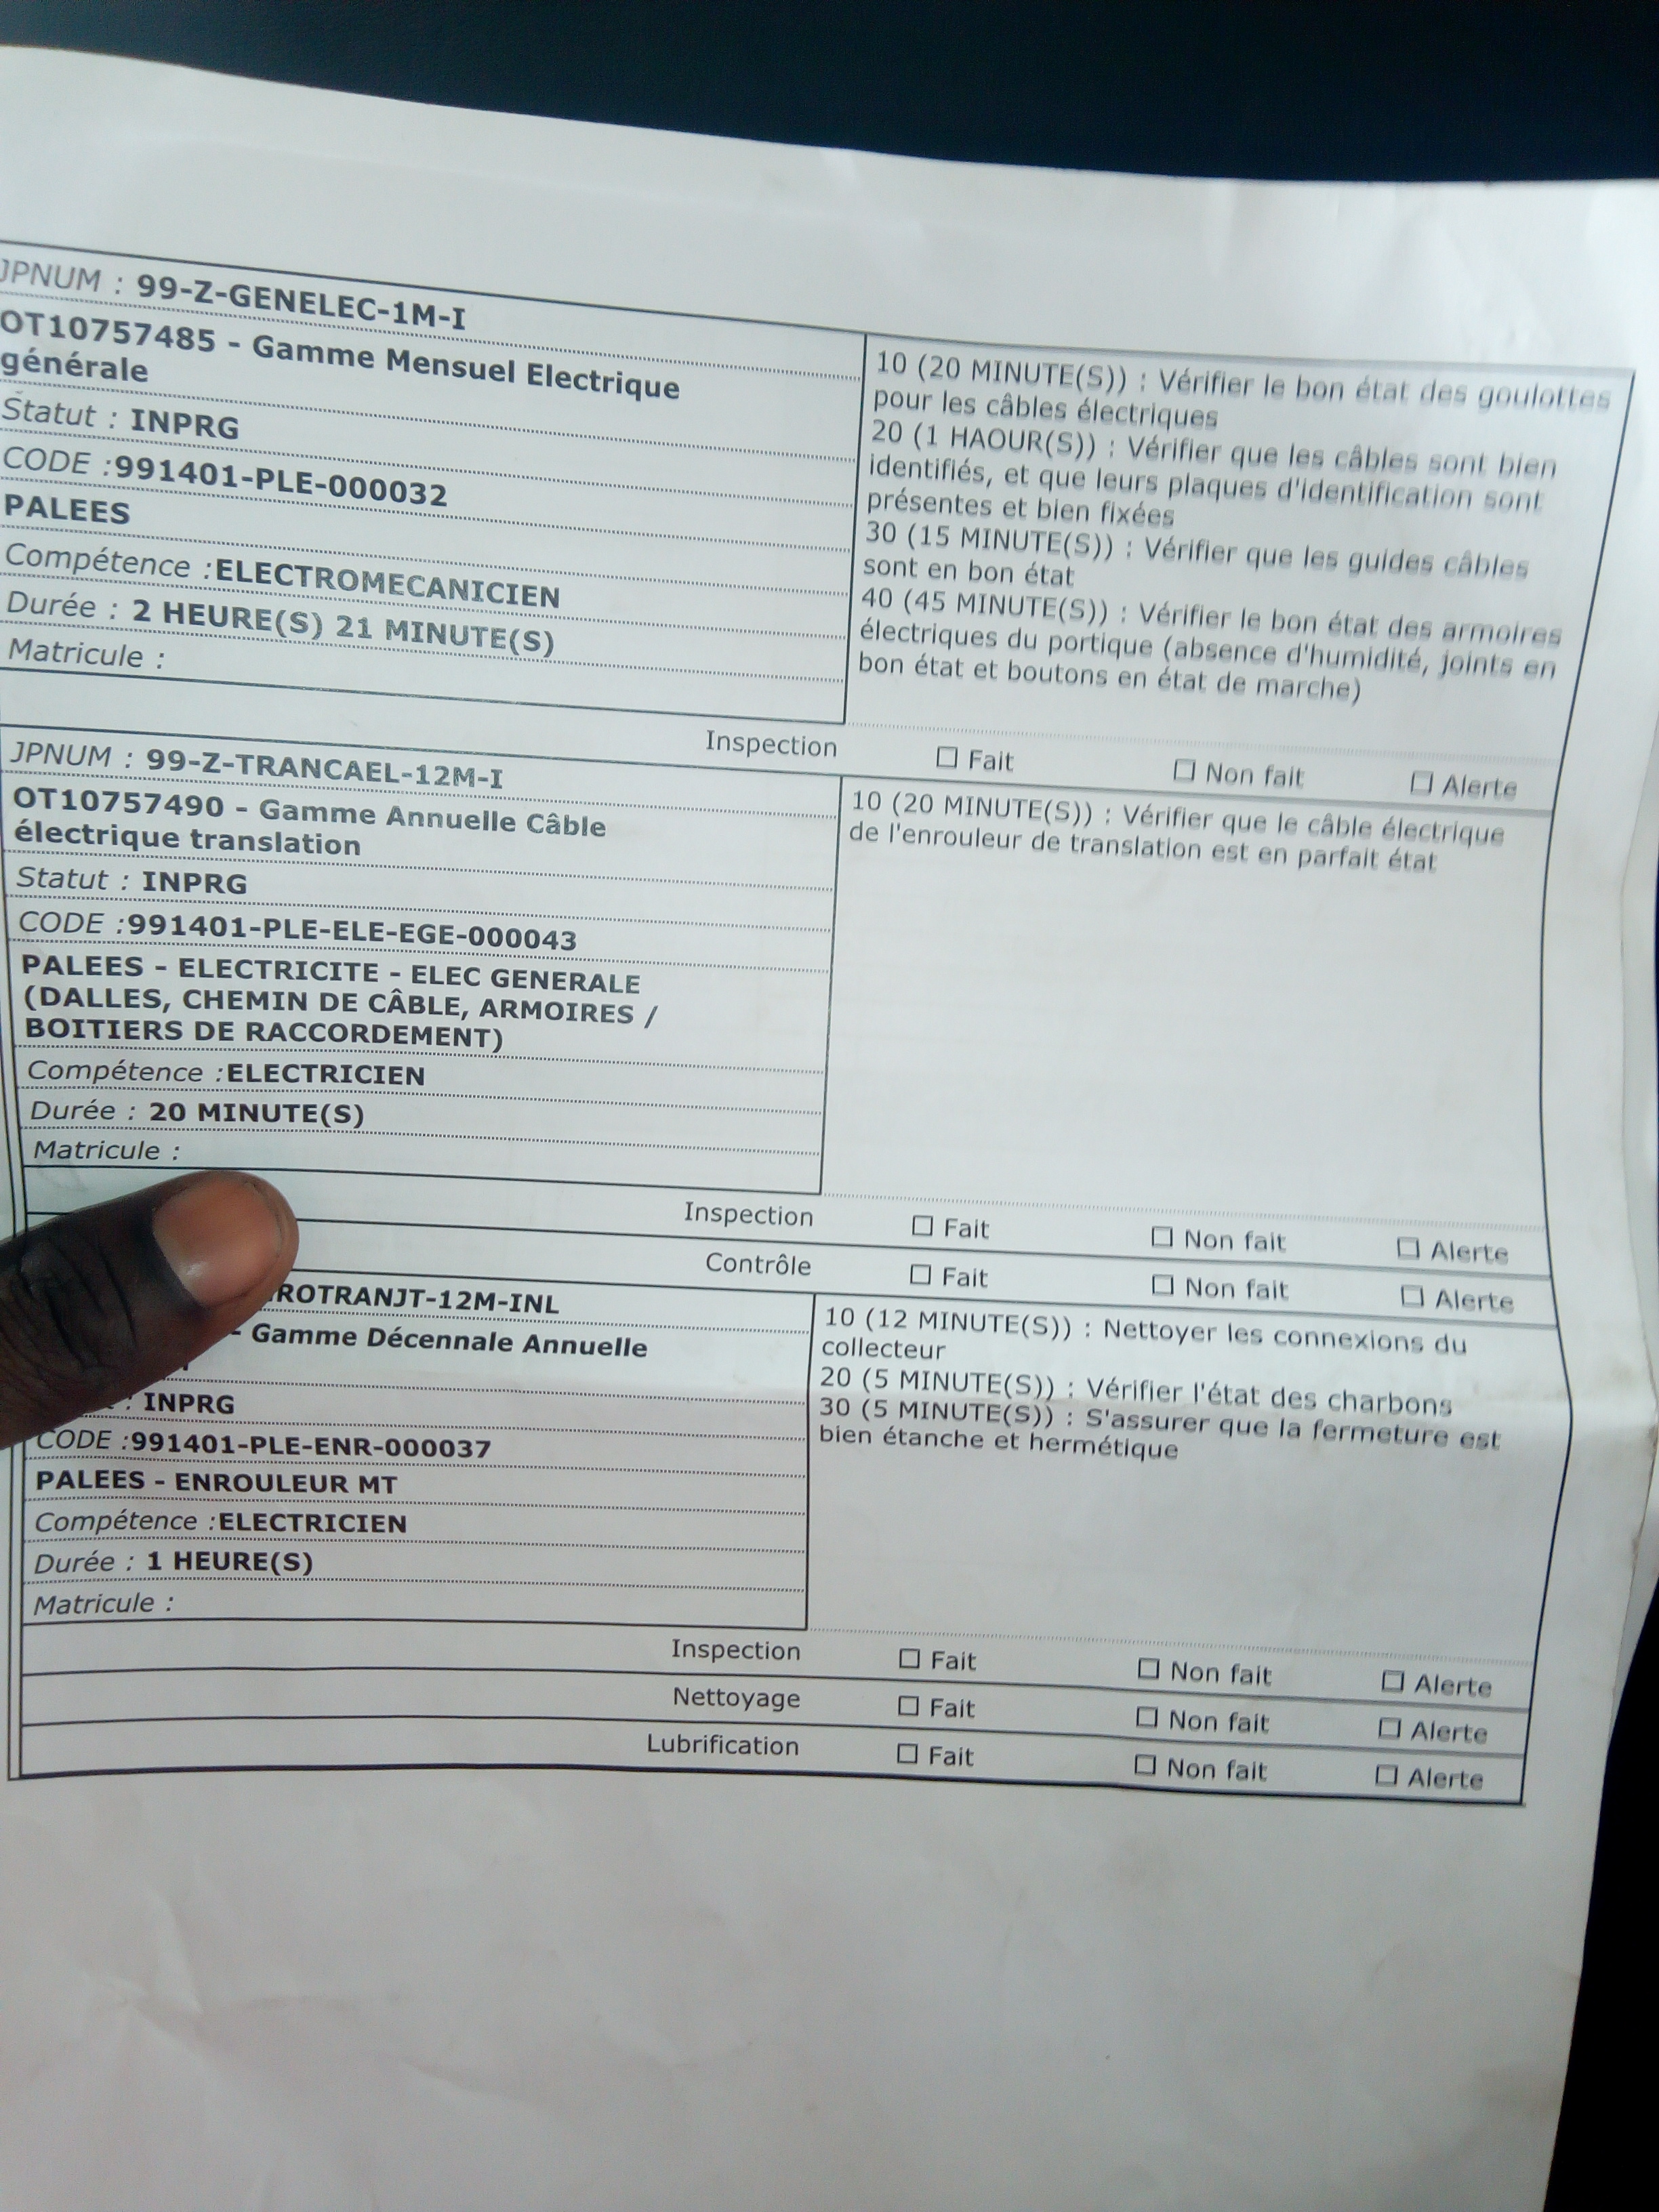 JPNUM : 99-Z-GENELEC-1M-I
OT10757485 - Gamme Mensuel Electrique
générale
Statut : INPRG
CODE :991401-PLE-000032
PALEES
Compétence :ELECTROMECANICIEN
Durée : 2 HEURE(S) 21 MINUTE(S)
Matricule :
10 (20 MINUTE(S)) : Vérifier le bon état des goulottes
pour les câbles électriques
20 (1 HAOUR(S)) : Vérifier que les câbles sont bien
identifiés, et que leurs plaques d'identification sont
présentes et bien fixées
30 (15 MINUTE(S)) : Vérifier que les guides câbles
sont en bon état
40 (45 MINUTE(S)) : Vérifier le bon état des armoires
électriques du portique (absence d'humidité, joints en
bon état et boutons en état de marche)
Inspection ☐ Fait ☐ Non fait ☐ Alerte
JPNUM : 99-Z-TRANCAEL-12M-I
OT10757490 - Gamme Annuelle Câble
électrique translation
Statut : INPRG
CODE :991401-PLE-ELE-EGE-000043
PALEES - ELECTRICITE - ELEC GENERALE
(DALLES, CHEMIN DE CÂBLE, ARMOIRES /
BOITIERS DE RACCORDEMENT)
Compétence :ELECTRICIEN
Durée : 20 MINUTE(S)
Matricule :
10 (20 MINUTE(S)) : Vérifier que le câble électrique
de l'enrouleur de translation est en parfait état
Inspection ☐ Fait ☐ Non fait ☐ Alerte
Contrôle ☐ Fait ☐ Non fait ☐ Alerte
ROTRANJT-12M-INL
- Gamme Décennale Annuelle
: INPRG
CODE :991401-PLE-ENR-000037
PALEES - ENROULEUR MT
Compétence :ELECTRICIEN
Durée : 1 HEURE(S)
Matricule :
10 (12 MINUTE(S)) : Nettoyer les connexions du
collecteur
20 (5 MINUTE(S)) : Vérifier l'état des charbons
30 (5 MINUTE(S)) : S'assurer que la fermeture est
bien étanche et hermétique
Inspection ☐ Fait ☐ Non fait ☐ Alerte
Nettoyage ☐ Fait ☐ Non fait ☐ Alerte
Lubrification ☐ Fait ☐ Non fait ☐ Alerte